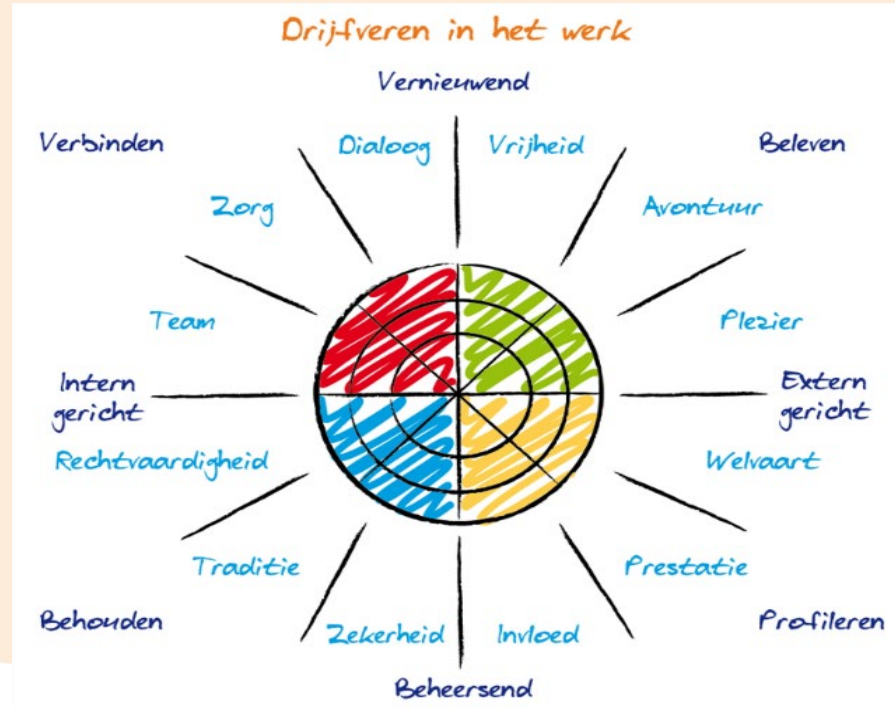 Drijfveren in het werk
Vernieuwend
Verbinden
Dialoog
Vrijheid
Beleven
Zorg
Avontuur
Team
Plezier
Intern
gericht
Extern
gericht
Rechtvaardigheid
Welvaart
Traditie
Prestatie
Behouden
Zekerheid
Invloed
Profileren
Beheersend